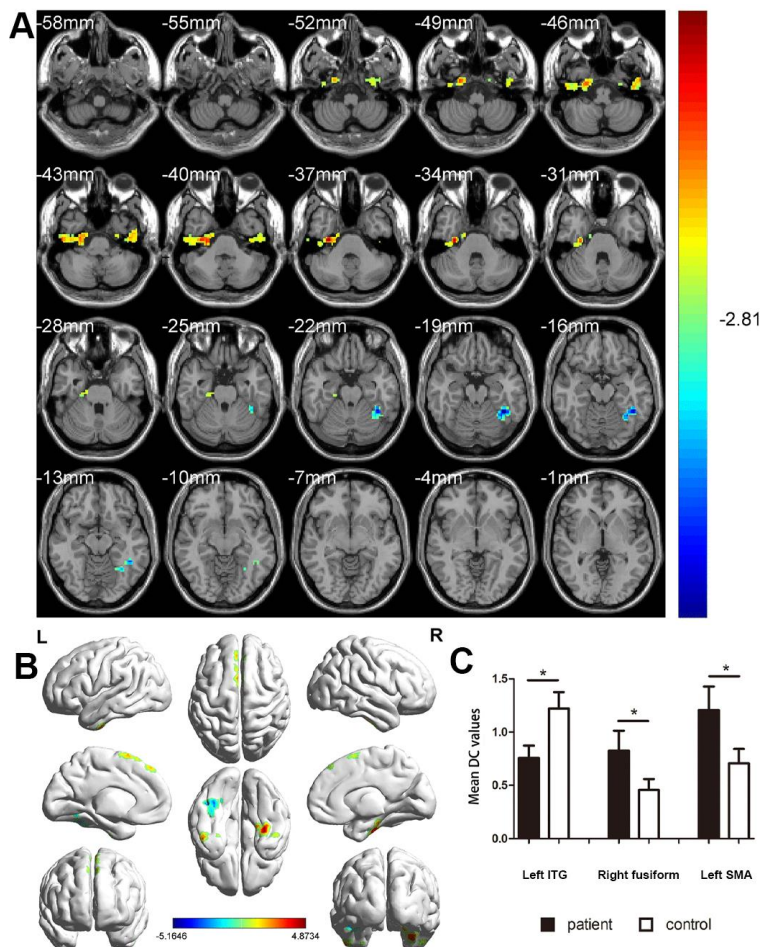 A
-58mm -55mm -52mm -49mm -46mm
-43mm -40mm -37mm -34mm -31mm
-28mm -25mm -22mm -19mm -16mm
-13mm -10mm -7mm -4mm -1mm
-2.81
L R
B
-5.1646 4.8734
C
Mean DC values
1.5
1.0
0.5
0.0
* * *
Left ITG Right fusiform Left SMA
patient control